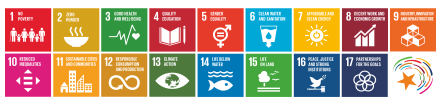 1 NO
POVERTY
2 ZERO
HUNGER
3 GOOD HEALTH
AND WELL-BEING
4 QUALITY
EDUCATION
5 GENDER
EQUALITY
6 CLEAN WATER
AND SANITATION
7 AFFORDABLE AND
CLEAN ENERGY
8 DECENT WORK AND
ECONOMIC GROWTH
9 INDUSTRY, INNOVATION
AND INFRASTRUCTURE
10 REDUCED
INEQUALITIES
11 SUSTAINABLE CITIES
AND COMMUNITIES
12 RESPONSIBLE
CONSUMPTION
AND PRODUCTION
13 CLIMATE
ACTION
14 LIFE BELOW
WATER
15 LIFE
ON LAND
16 PEACE, JUSTICE
AND STRONG
INSTITUTIONS
17 PARTNERSHIPS
FOR THE GOALS